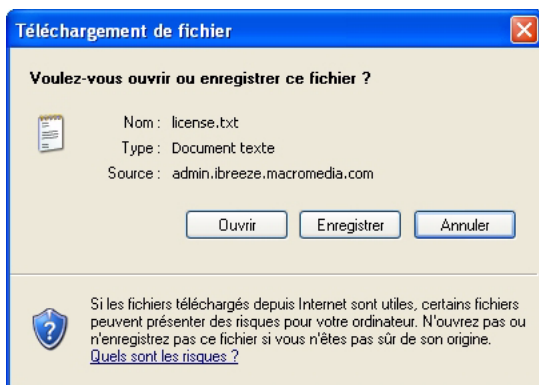 Téléchargement de fichier
Voulez-vous ouvrir ou enregistrer ce fichier ?
Nom : license.txt
Type : Document texte
Source : admin.ibreeze.macromedia.com
Ouvrir Enregistrer Annuler
Si les fichiers téléchargés depuis Internet sont utiles, certains fichiers
peuvent présenter des risques pour votre ordinateur. N'ouvrez pas ou
n'enregistrez pas ce fichier si vous n'êtes pas sûr de son origine.
Quels sont les risques ?